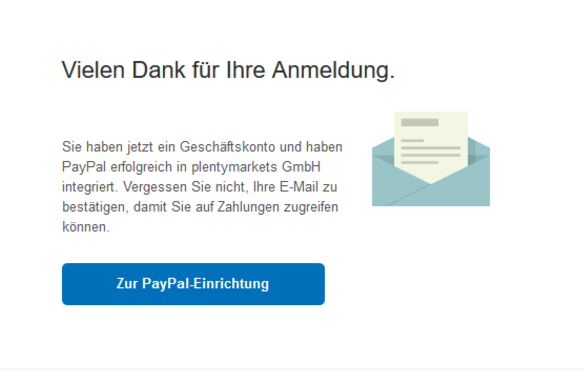 Vielen Dank für Ihre Anmeldung.
Sie haben jetzt ein Geschäftskonto und haben
PayPal erfolgreich in plentymarkets GmbH
integriert. Vergessen Sie nicht, Ihre E-Mail zu
bestätigen, damit Sie auf Zahlungen zugreifen
können.
Zur PayPal-Einrichtung